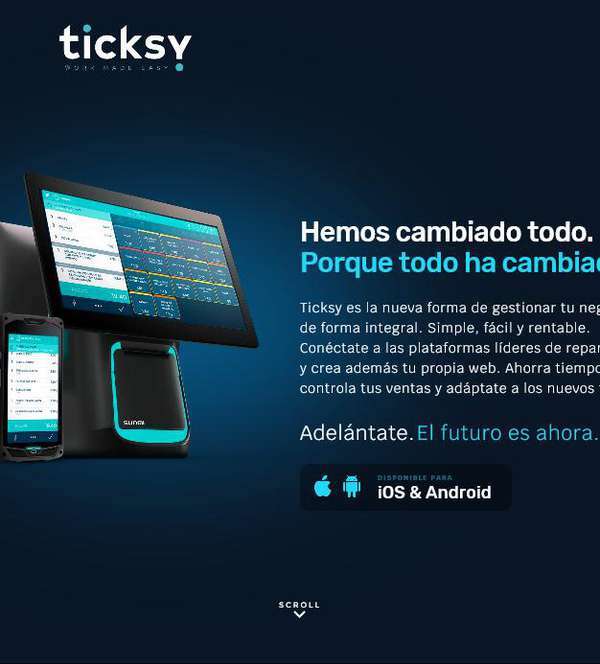 ticksy
WORK MADE EASY
Hemos cambiado todo.
Porque todo ha cambiad
Ticksy es la nueva forma de gestionar tu neg
de forma integral. Simple, fácil y rentable.
Conéctate a las plataformas líderes de repar
y crea además tu propia web. Ahorra tiempo
controla tus ventas y adáptate a los nuevos
SUNMI
Adelántate. El futuro es ahora.
DISPONIBLE PARA
iOS & Android
SCROLL